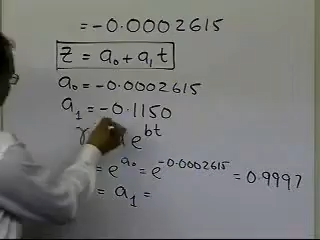 = -0.0002615
z = a₀ + a₁t
a₀ = -0.0002615
a₁ = -0.1150
e^bt
= e^a₀ = e^-0.0002615 = 0.9997
= a₁ =